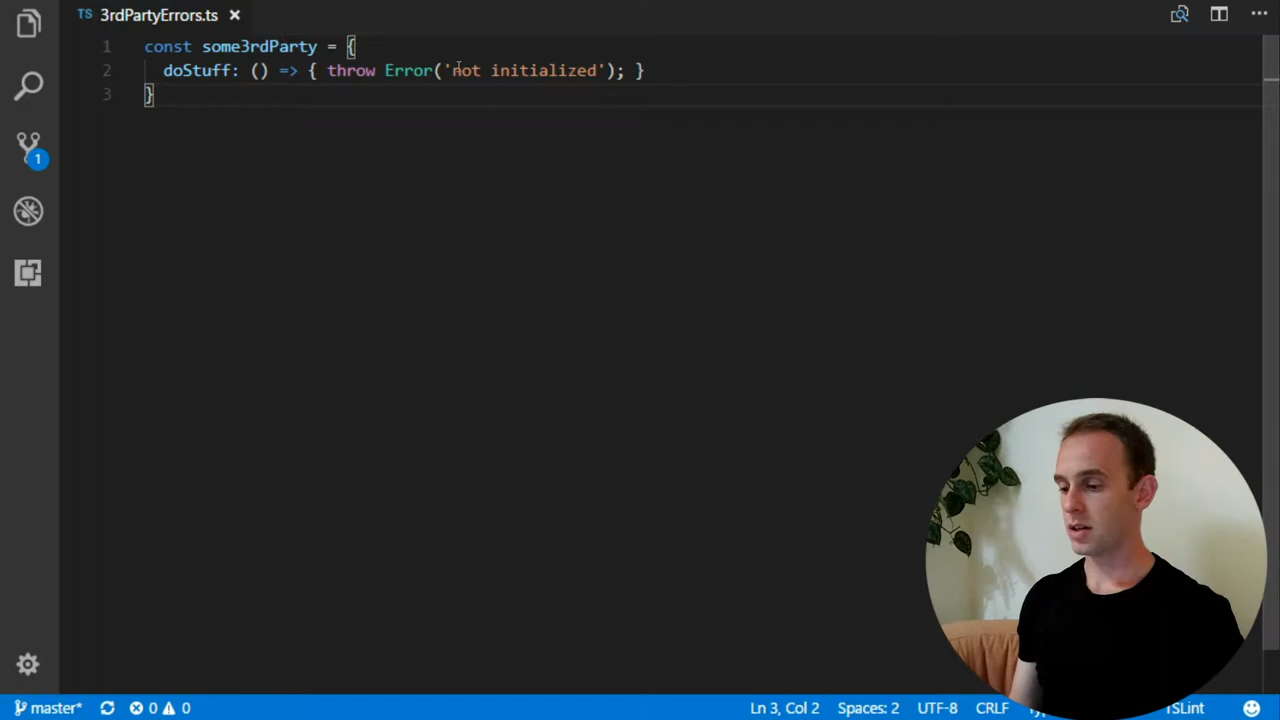 TS 3rdPartyErrors.ts
1 const some3rdParty = {
2 doStuff: () => { throw Error('not initialized'); }
3 }
1
master* 0 0 Ln 3, Col 2 Spaces: 2 UTF-8 CRLF TSLint